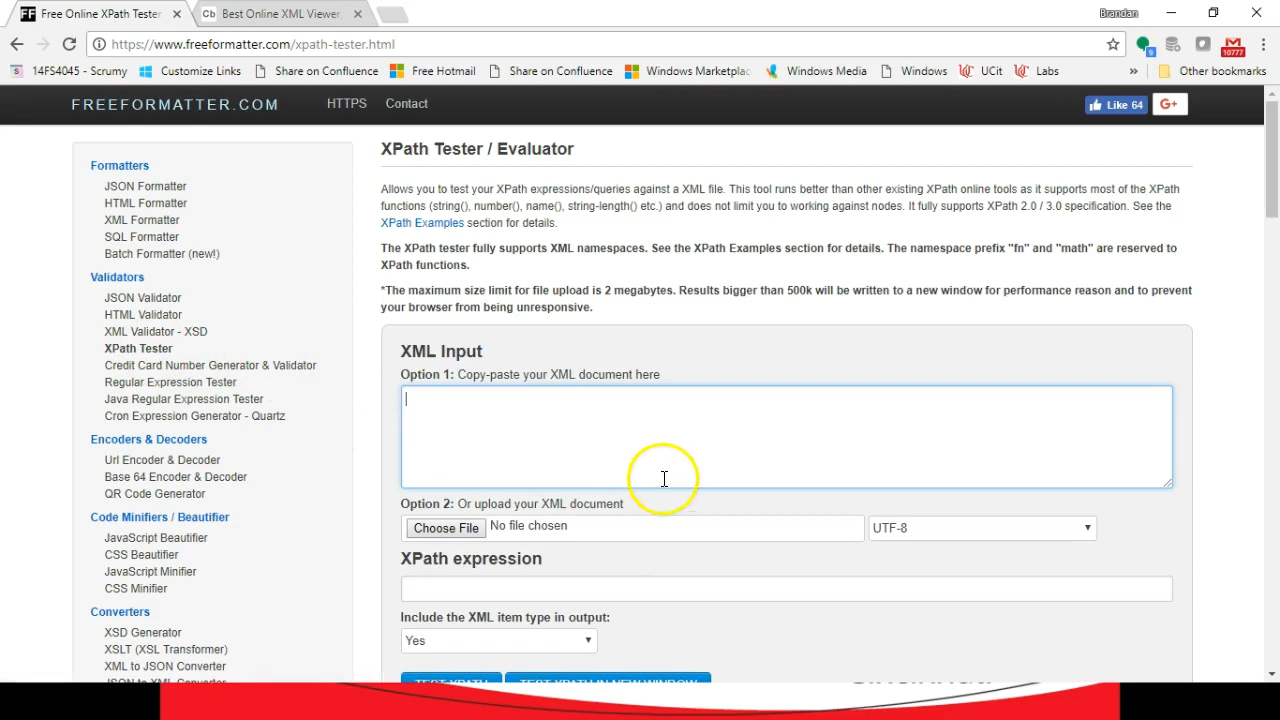 Free Online XPath Tester
Best Online XML Viewer,
Brandan
https://www.freeformatter.com/xpath-tester.html
9
10777
S 14FS4045 - Scrumy
Customize Links
Share on Confluence
Free Hotmail
Share on Confluence
Windows Marketplac
Windows Media
Windows
UCit
Labs
»
Other bookmarks
FREEFORMATTER.COM
HTTPS
Contact
Like 64
G+
Formatters
JSON Formatter
HTML Formatter
XML Formatter
SQL Formatter
Batch Formatter (new!)
Validators
JSON Validator
HTML Validator
XML Validator - XSD
XPath Tester
Credit Card Number Generator & Validator
Regular Expression Tester
Java Regular Expression Tester
Cron Expression Generator - Quartz
Encoders & Decoders
Url Encoder & Decoder
Base 64 Encoder & Decoder
QR Code Generator
Code Minifiers / Beautifier
JavaScript Beautifier
CSS Beautifier
JavaScript Minifier
CSS Minifier
Converters
XSD Generator
XSLT (XSL Transformer)
XML to JSON Converter
JSON to XML Converter
XPath Tester / Evaluator
Allows you to test your XPath expressions/queries against a XML file. This tool runs better than other existing XPath online tools as it supports most of the XPath
functions (string(), number(), name(), string-length() etc.) and does not limit you to working against nodes. It fully supports XPath 2.0 / 3.0 specification. See the
XPath Examples section for details.
The XPath tester fully supports XML namespaces. See the XPath Examples section for details. The namespace prefix "fn" and "math" are reserved to
XPath functions.
*The maximum size limit for file upload is 2 megabytes. Results bigger than 500k will be written to a new window for performance reason and to prevent
your browser from being unresponsive.
XML Input
Option 1: Copy-paste your XML document here
Option 2: Or upload your XML document
Choose File No file chosen
UTF-8
XPath expression
Include the XML item type in output:
Yes
TEST XPATH
TEST XPATH IN NEW WINDOW